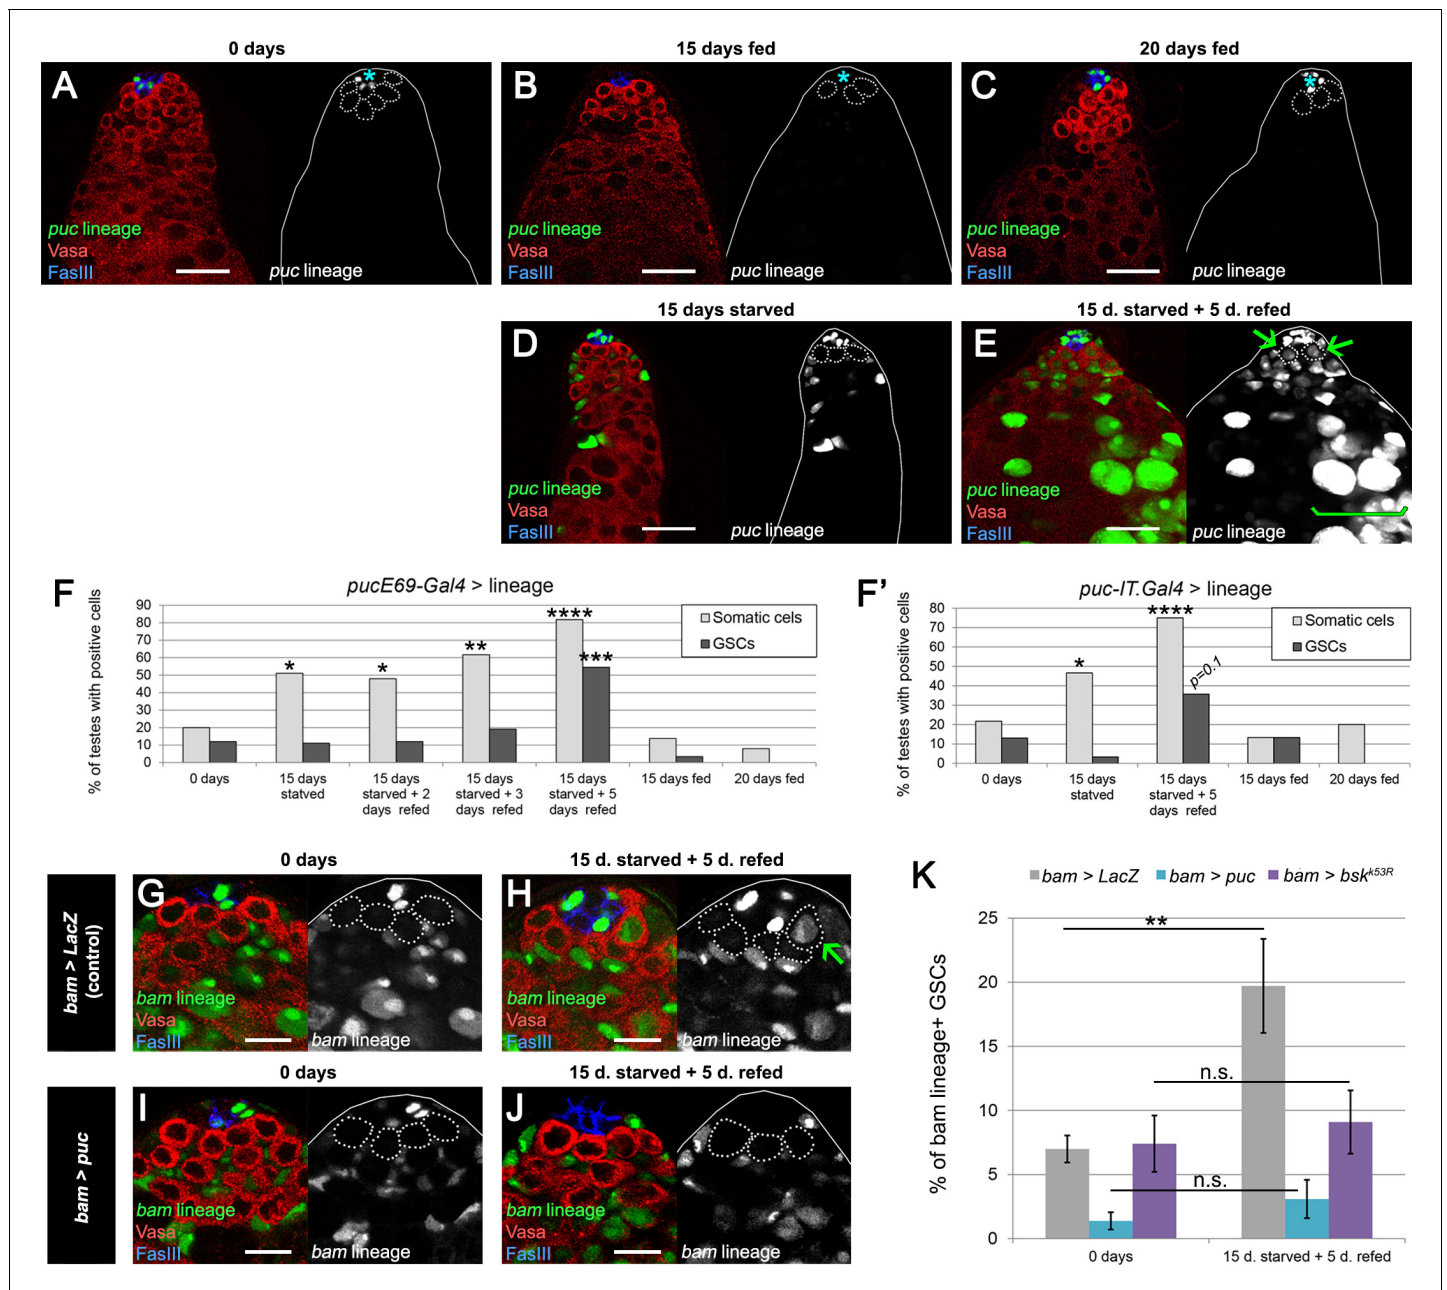 0 days
15 days fed
20 days fed
A
*
puc lineage
Vasa
FasIII
puc lineage
B
*
puc lineage
Vasa
FasIII
puc lineage
C
*
puc lineage
Vasa
FasIII
puc lineage
15 days starved
15 d. starved + 5 d. refed
D
puc lineage
Vasa
FasIII
puc lineage
E
puc lineage
Vasa
FasIII
puc lineage
F
pucE69-Gal4 > lineage
% of testes with positive cells
90
80
70
60
50
40
30
20
10
0
Somatic cels
GSCs
*
*
**
****
***
0 days
15 days statved
15 days starved + 2 days refed
15 days starved + 3 days refed
15 days starved + 5 days refed
15 days fed
20 days fed
F’
puc-IT.Gal4 > lineage
% of testes with positive cells
80
70
60
50
40
30
20
10
0
Somatic cels
GSCs
*
****
p=0.1
0 days
15 days starved
15 days starved + 5 days refed
15 days fed
20 days fed
0 days
15 d. starved + 5 d. refed
bam > LacZ
(control)
G
bam lineage
Vasa
FasIII
bam lineage
H
bam lineage
Vasa
FasIII
bam lineage
0 days
15 d. starved + 5 d. refed
bam > puc
I
bam lineage
Vasa
FasIII
bam lineage
J
bam lineage
Vasa
FasIII
bam lineage
K
bam > LacZ
bam > puc
bam > bskk53R
% of bam lineage+ GSCs
25
20
15
10
5
0
**
n.s.
n.s.
0 days
15 d. starved + 5 d. refed